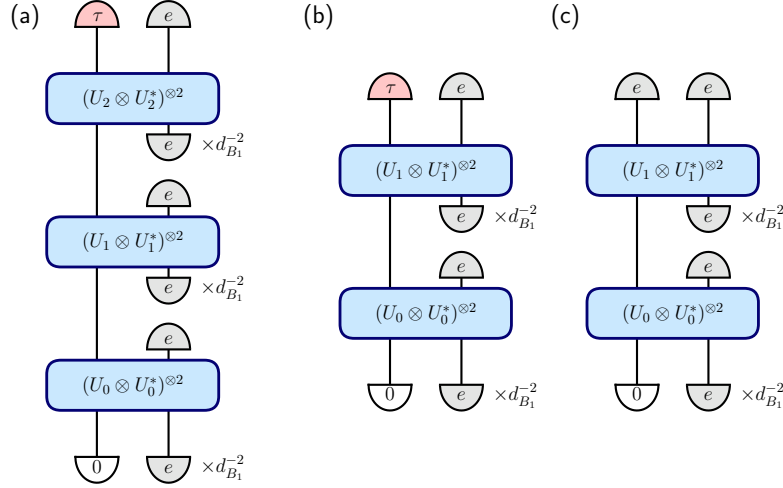 (a)
τ e
(U₂ ⊗ U₂*)^{⊗2}
e ×d_{B₁}^{-2}
e
(U₁ ⊗ U₁*)^{⊗2}
e ×d_{B₁}^{-2}
e
(U₀ ⊗ U₀*)^{⊗2}
0 e ×d_{B₁}^{-2}
(b)
τ e
(U₁ ⊗ U₁*)^{⊗2}
e ×d_{B₁}^{-2}
e
(U₀ ⊗ U₀*)^{⊗2}
0 e ×d_{B₁}^{-2}
(c)
e e
(U₁ ⊗ U₁*)^{⊗2}
e ×d_{B₁}^{-2}
e
(U₀ ⊗ U₀*)^{⊗2}
0 e ×d_{B₁}^{-2}